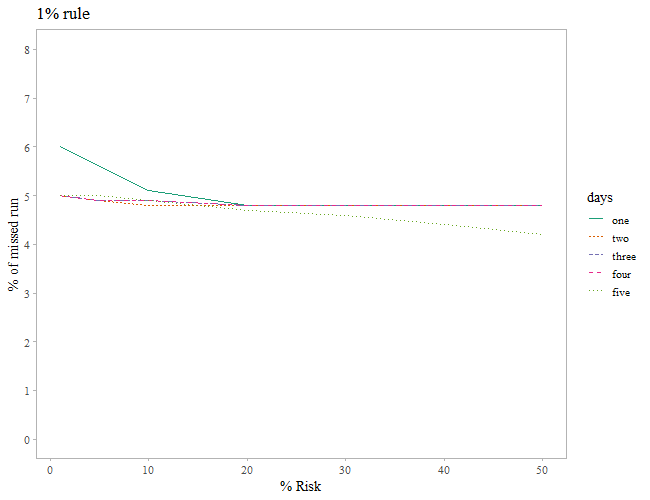 1% rule
% of missed run
8
7
6
5
4
3
2
1
0
0 10 20 30 40 50
% Risk
days
one
two
three
four
five